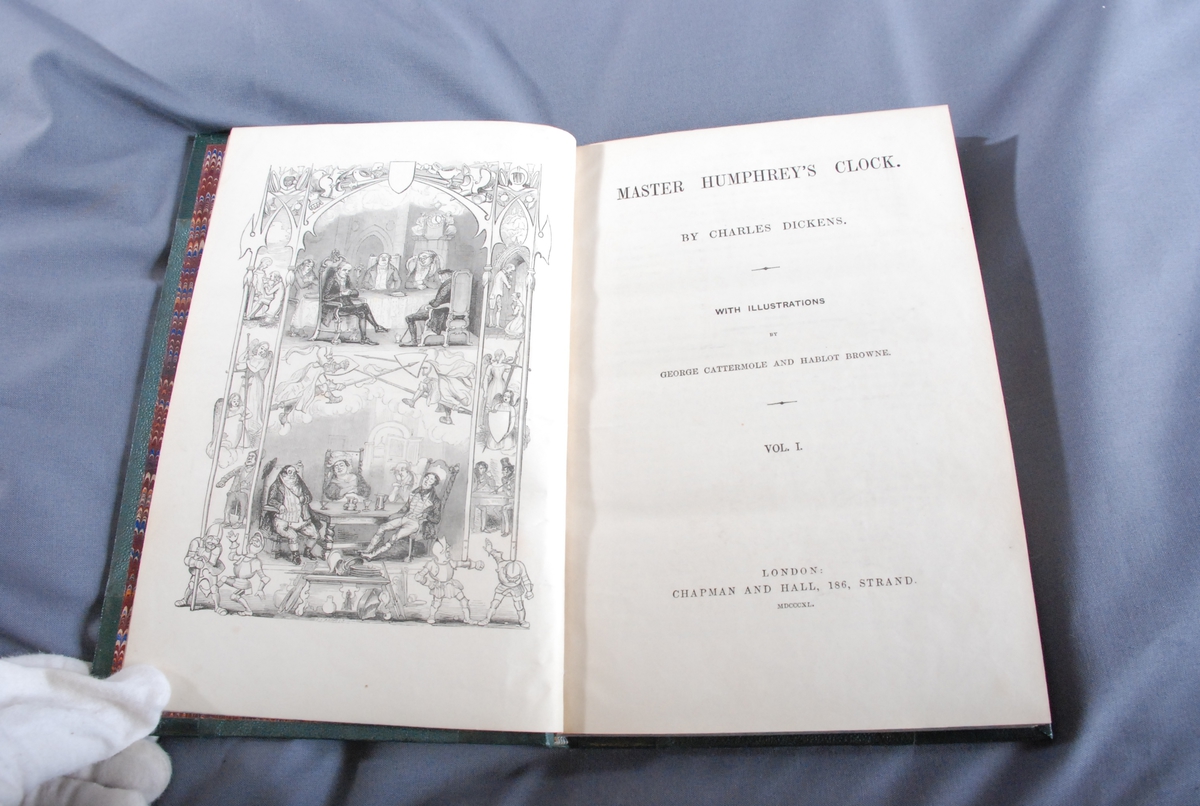 MASTER HUMPHREY'S CLOCK.
BY CHARLES DICKENS.
WITH ILLUSTRATIONS
BY
GEORGE CATTERMOLE AND HABLOT BROWNE.
VOL. I.
LONDON:
CHAPMAN AND HALL, 186, STRAND.
MDCCCXL.